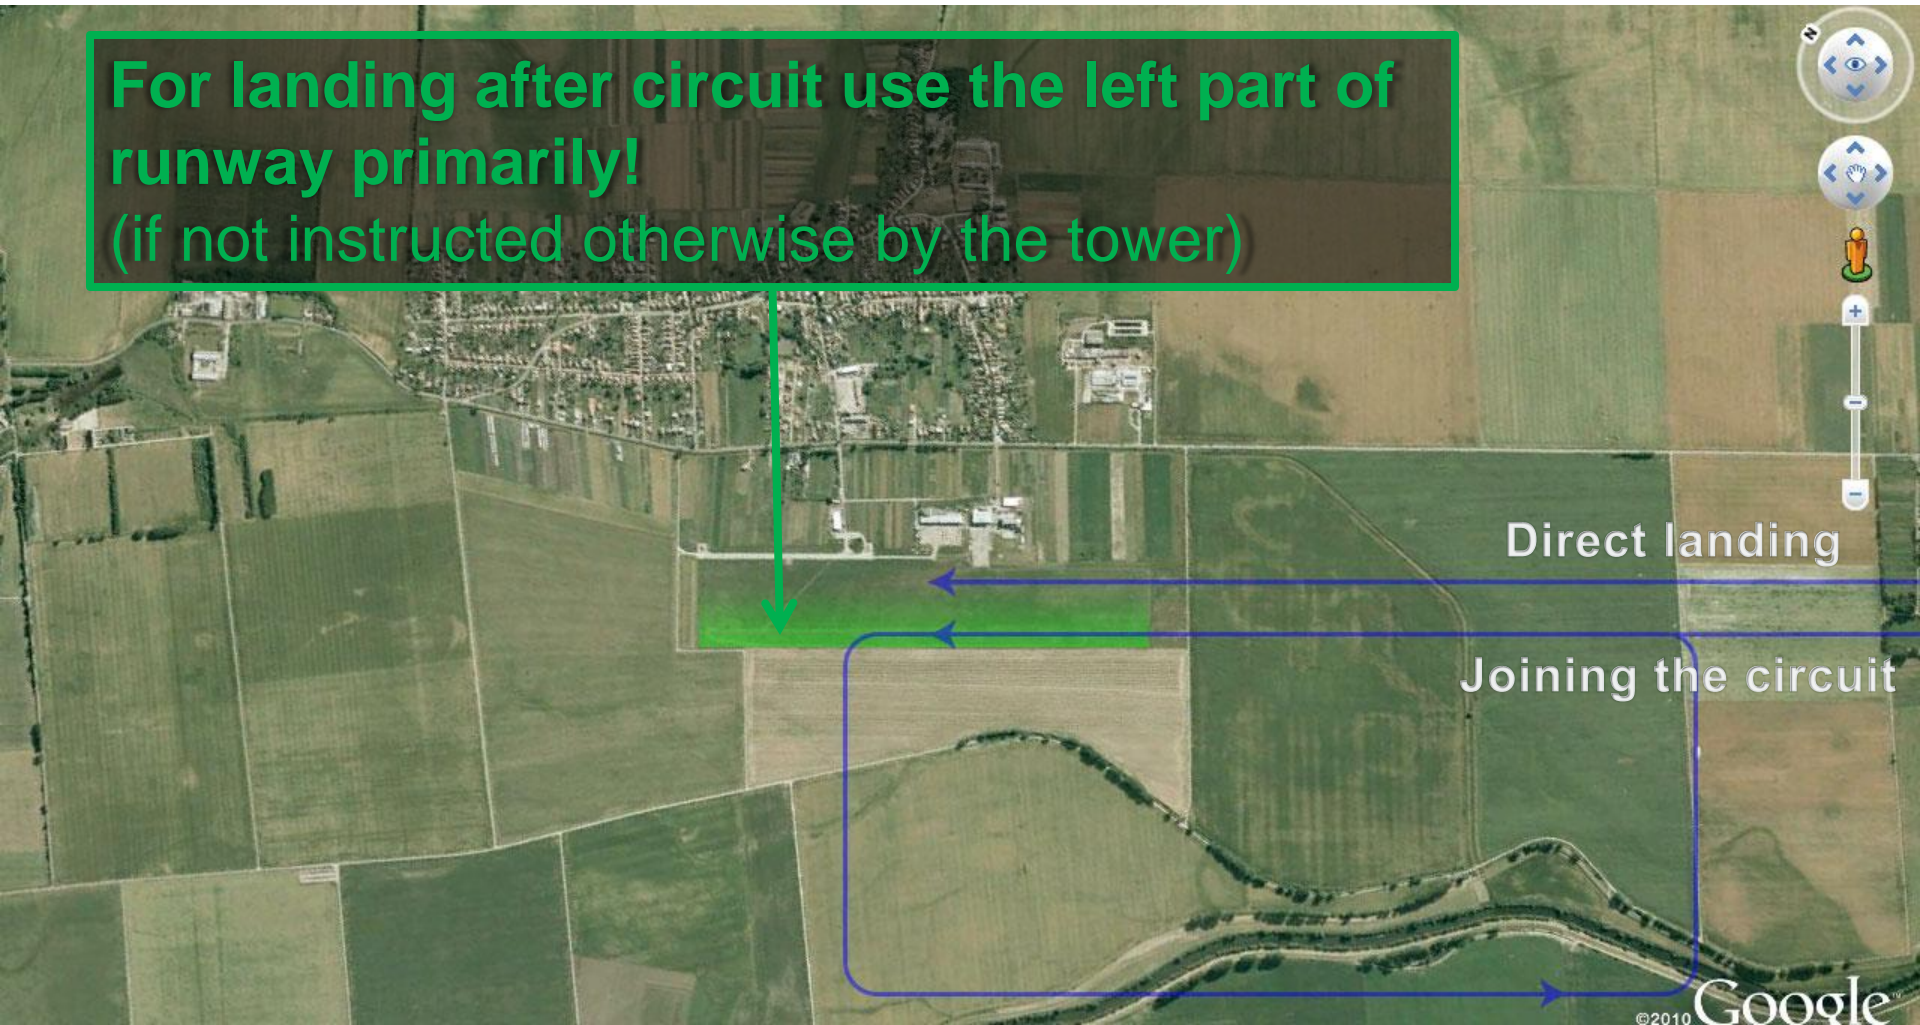 For landing after circuit use the left part of
runway primarily!
(if not instructed otherwise by the tower)
N
Direct landing
Joining the circuit
©2010 Google™